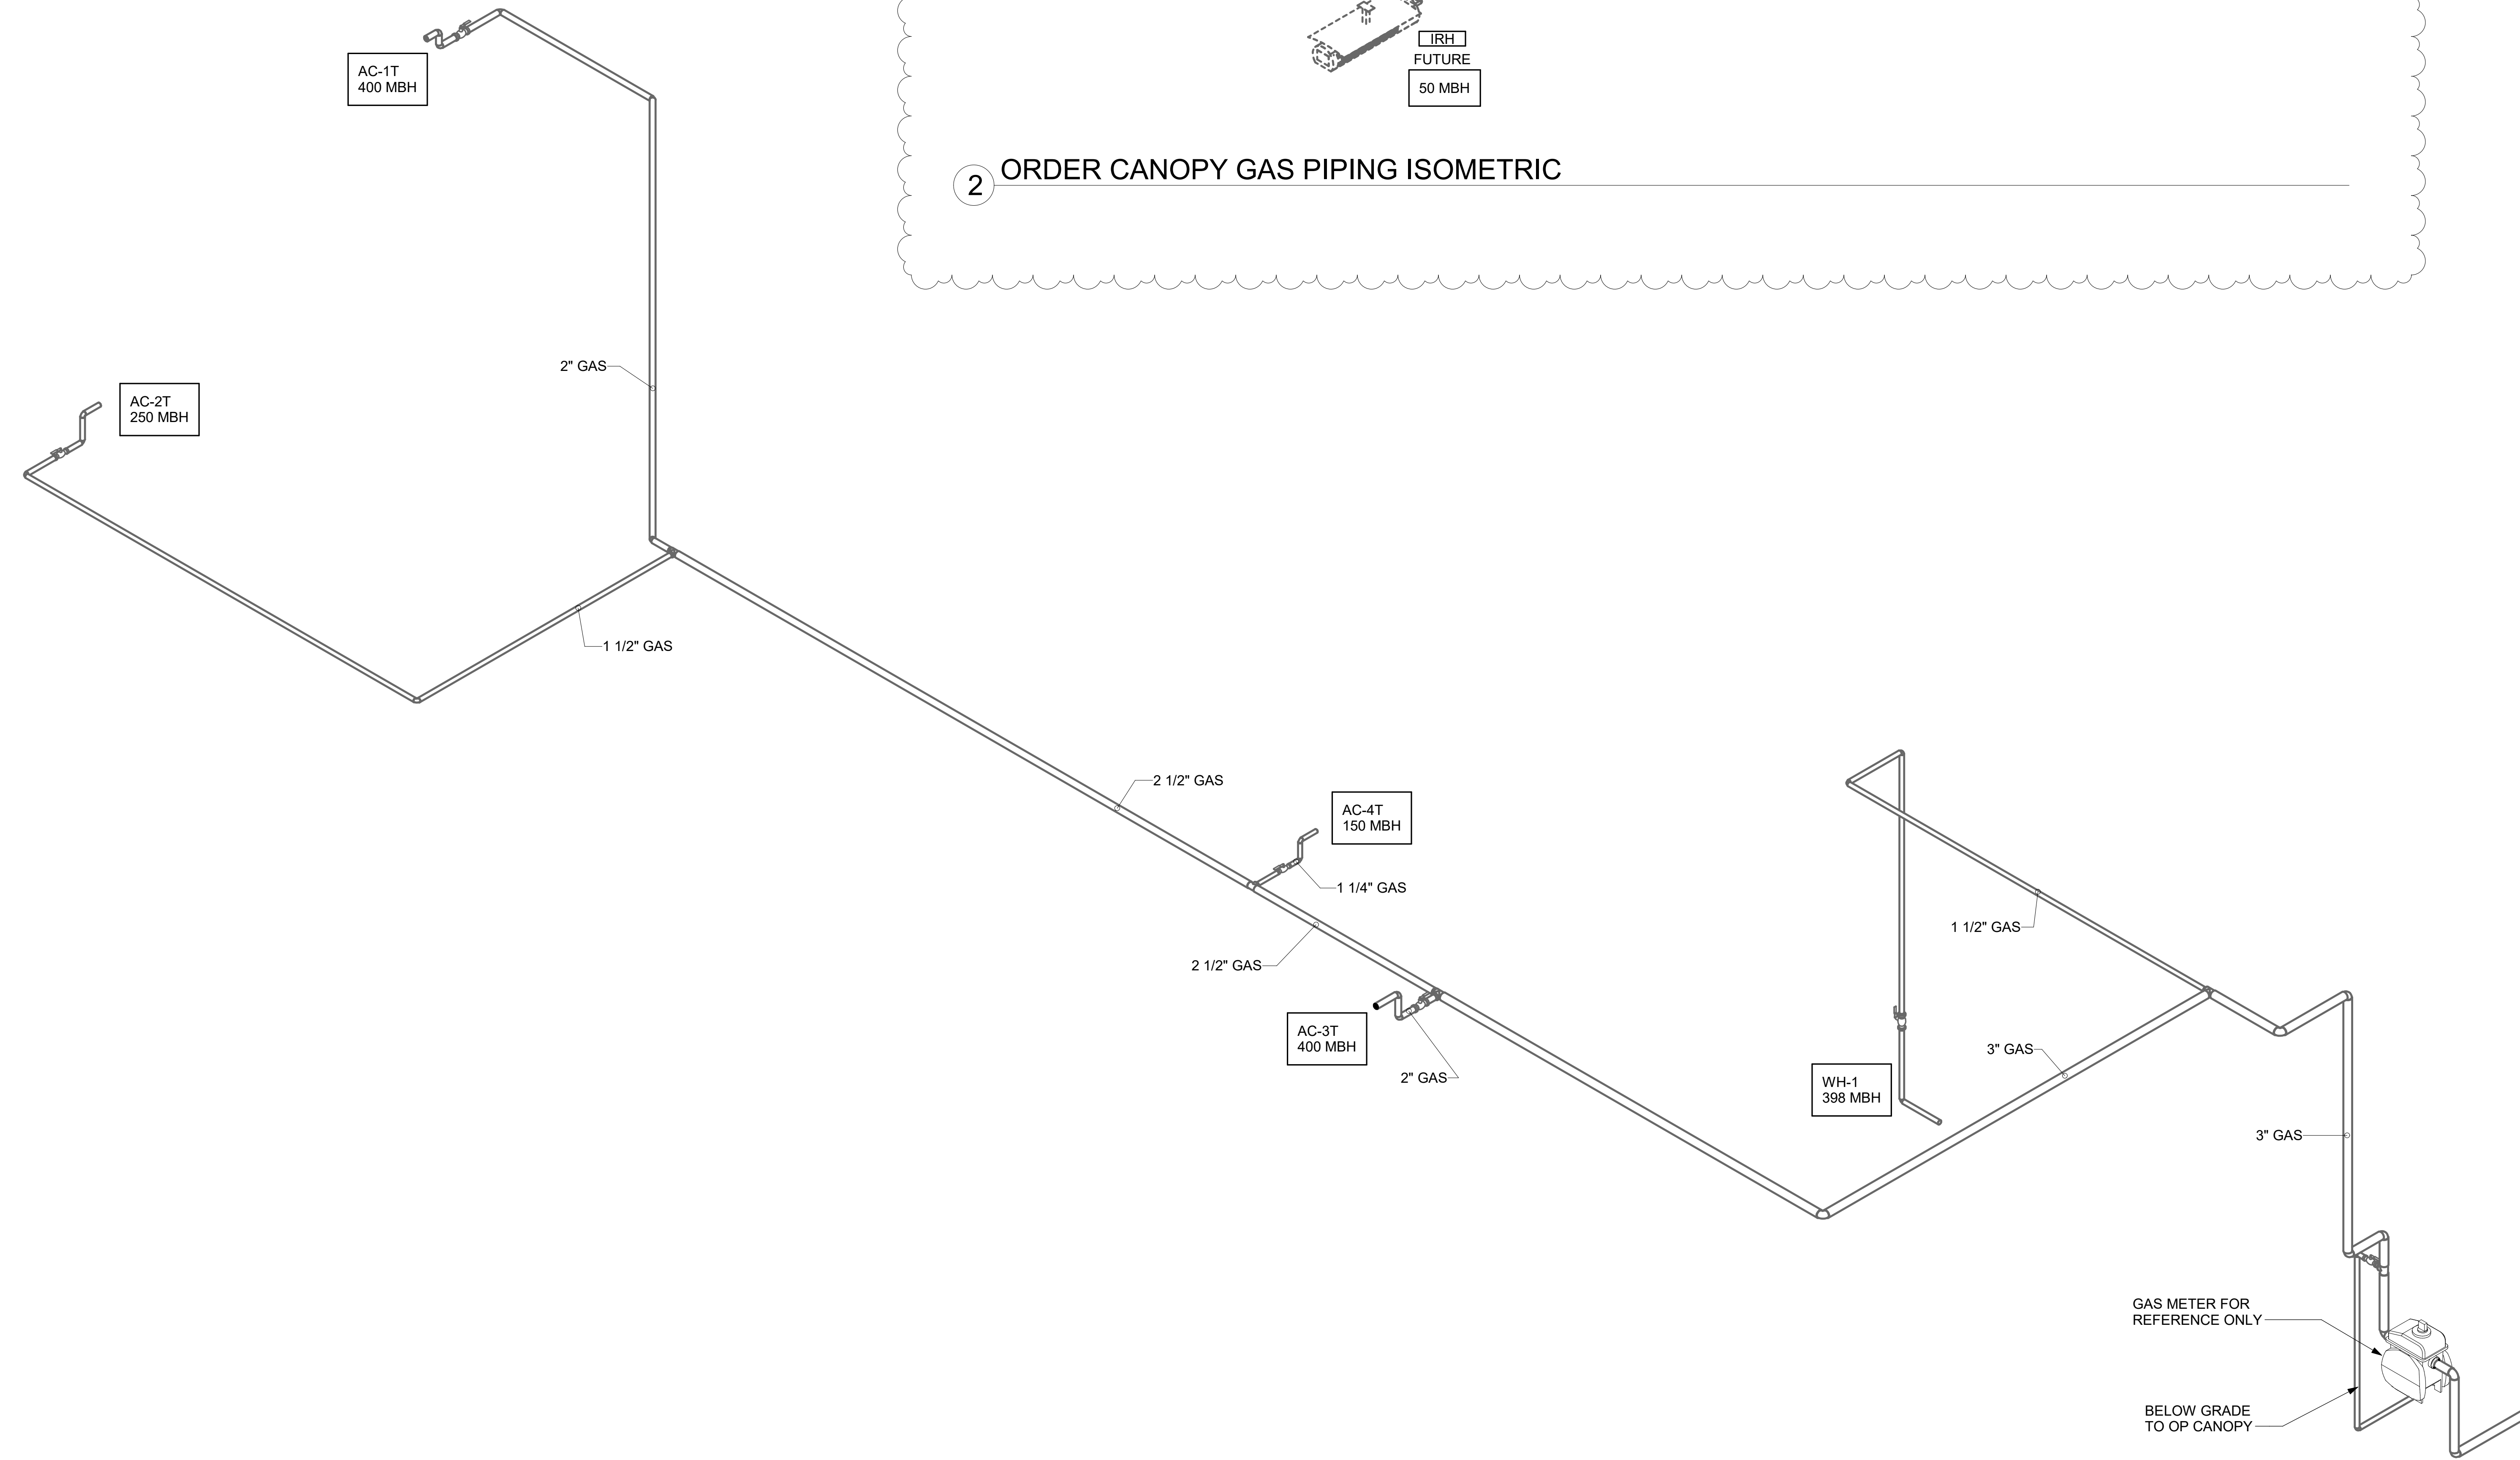 IRH
FUTURE
50 MBH
AC-1T
400 MBH
2 ORDER CANOPY GAS PIPING ISOMETRIC
2" GAS
AC-2T
250 MBH
1 1/2" GAS
2 1/2" GAS
AC-4T
150 MBH
1 1/4" GAS
1 1/2" GAS
2 1/2" GAS
AC-3T
400 MBH
2" GAS
3" GAS
WH-1
398 MBH
3" GAS
GAS METER FOR
REFERENCE ONLY
BELOW GRADE
TO OP CANOPY